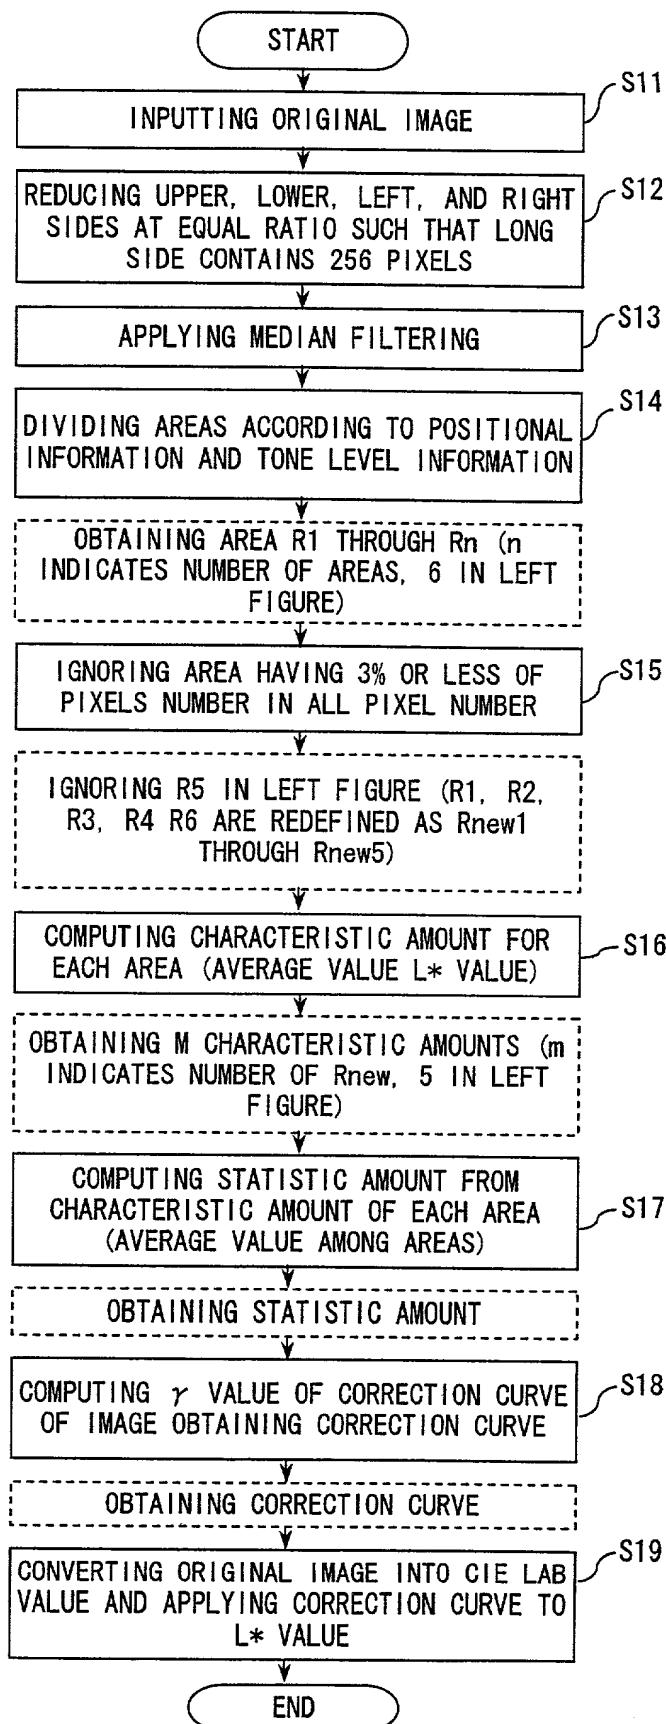 START
S11
INPUTTING ORIGINAL IMAGE
S12
REDUCING UPPER, LOWER, LEFT, AND RIGHT
SIDES AT EQUAL RATIO SUCH THAT LONG
SIDE CONTAINS 256 PIXELS
S13
APPLYING MEDIAN FILTERING
S14
DIVIDING AREAS ACCORDING TO POSITIONAL
INFORMATION AND TONE LEVEL INFORMATION
OBTAINING AREA R1 THROUGH Rn (n
INDICATES NUMBER OF AREAS, 6 IN LEFT
FIGURE)
S15
IGNORING AREA HAVING 3% OR LESS OF
PIXELS NUMBER IN ALL PIXEL NUMBER
IGNORING R5 IN LEFT FIGURE (R1, R2,
R3, R4 R6 ARE REDEFINED AS Rnew1
THROUGH Rnew5)
S16
COMPUTING CHARACTERISTIC AMOUNT FOR
EACH AREA (AVERAGE VALUE L* VALUE)
OBTAINING M CHARACTERISTIC AMOUNTS (m
INDICATES NUMBER OF Rnew, 5 IN LEFT
FIGURE)
S17
COMPUTING STATISTIC AMOUNT FROM
CHARACTERISTIC AMOUNT OF EACH AREA
(AVERAGE VALUE AMONG AREAS)
OBTAINING STATISTIC AMOUNT
S18
COMPUTING γ VALUE OF CORRECTION CURVE
OF IMAGE OBTAINING CORRECTION CURVE
OBTAINING CORRECTION CURVE
S19
CONVERTING ORIGINAL IMAGE INTO CIE LAB
VALUE AND APPLYING CORRECTION CURVE TO
L* VALUE
END